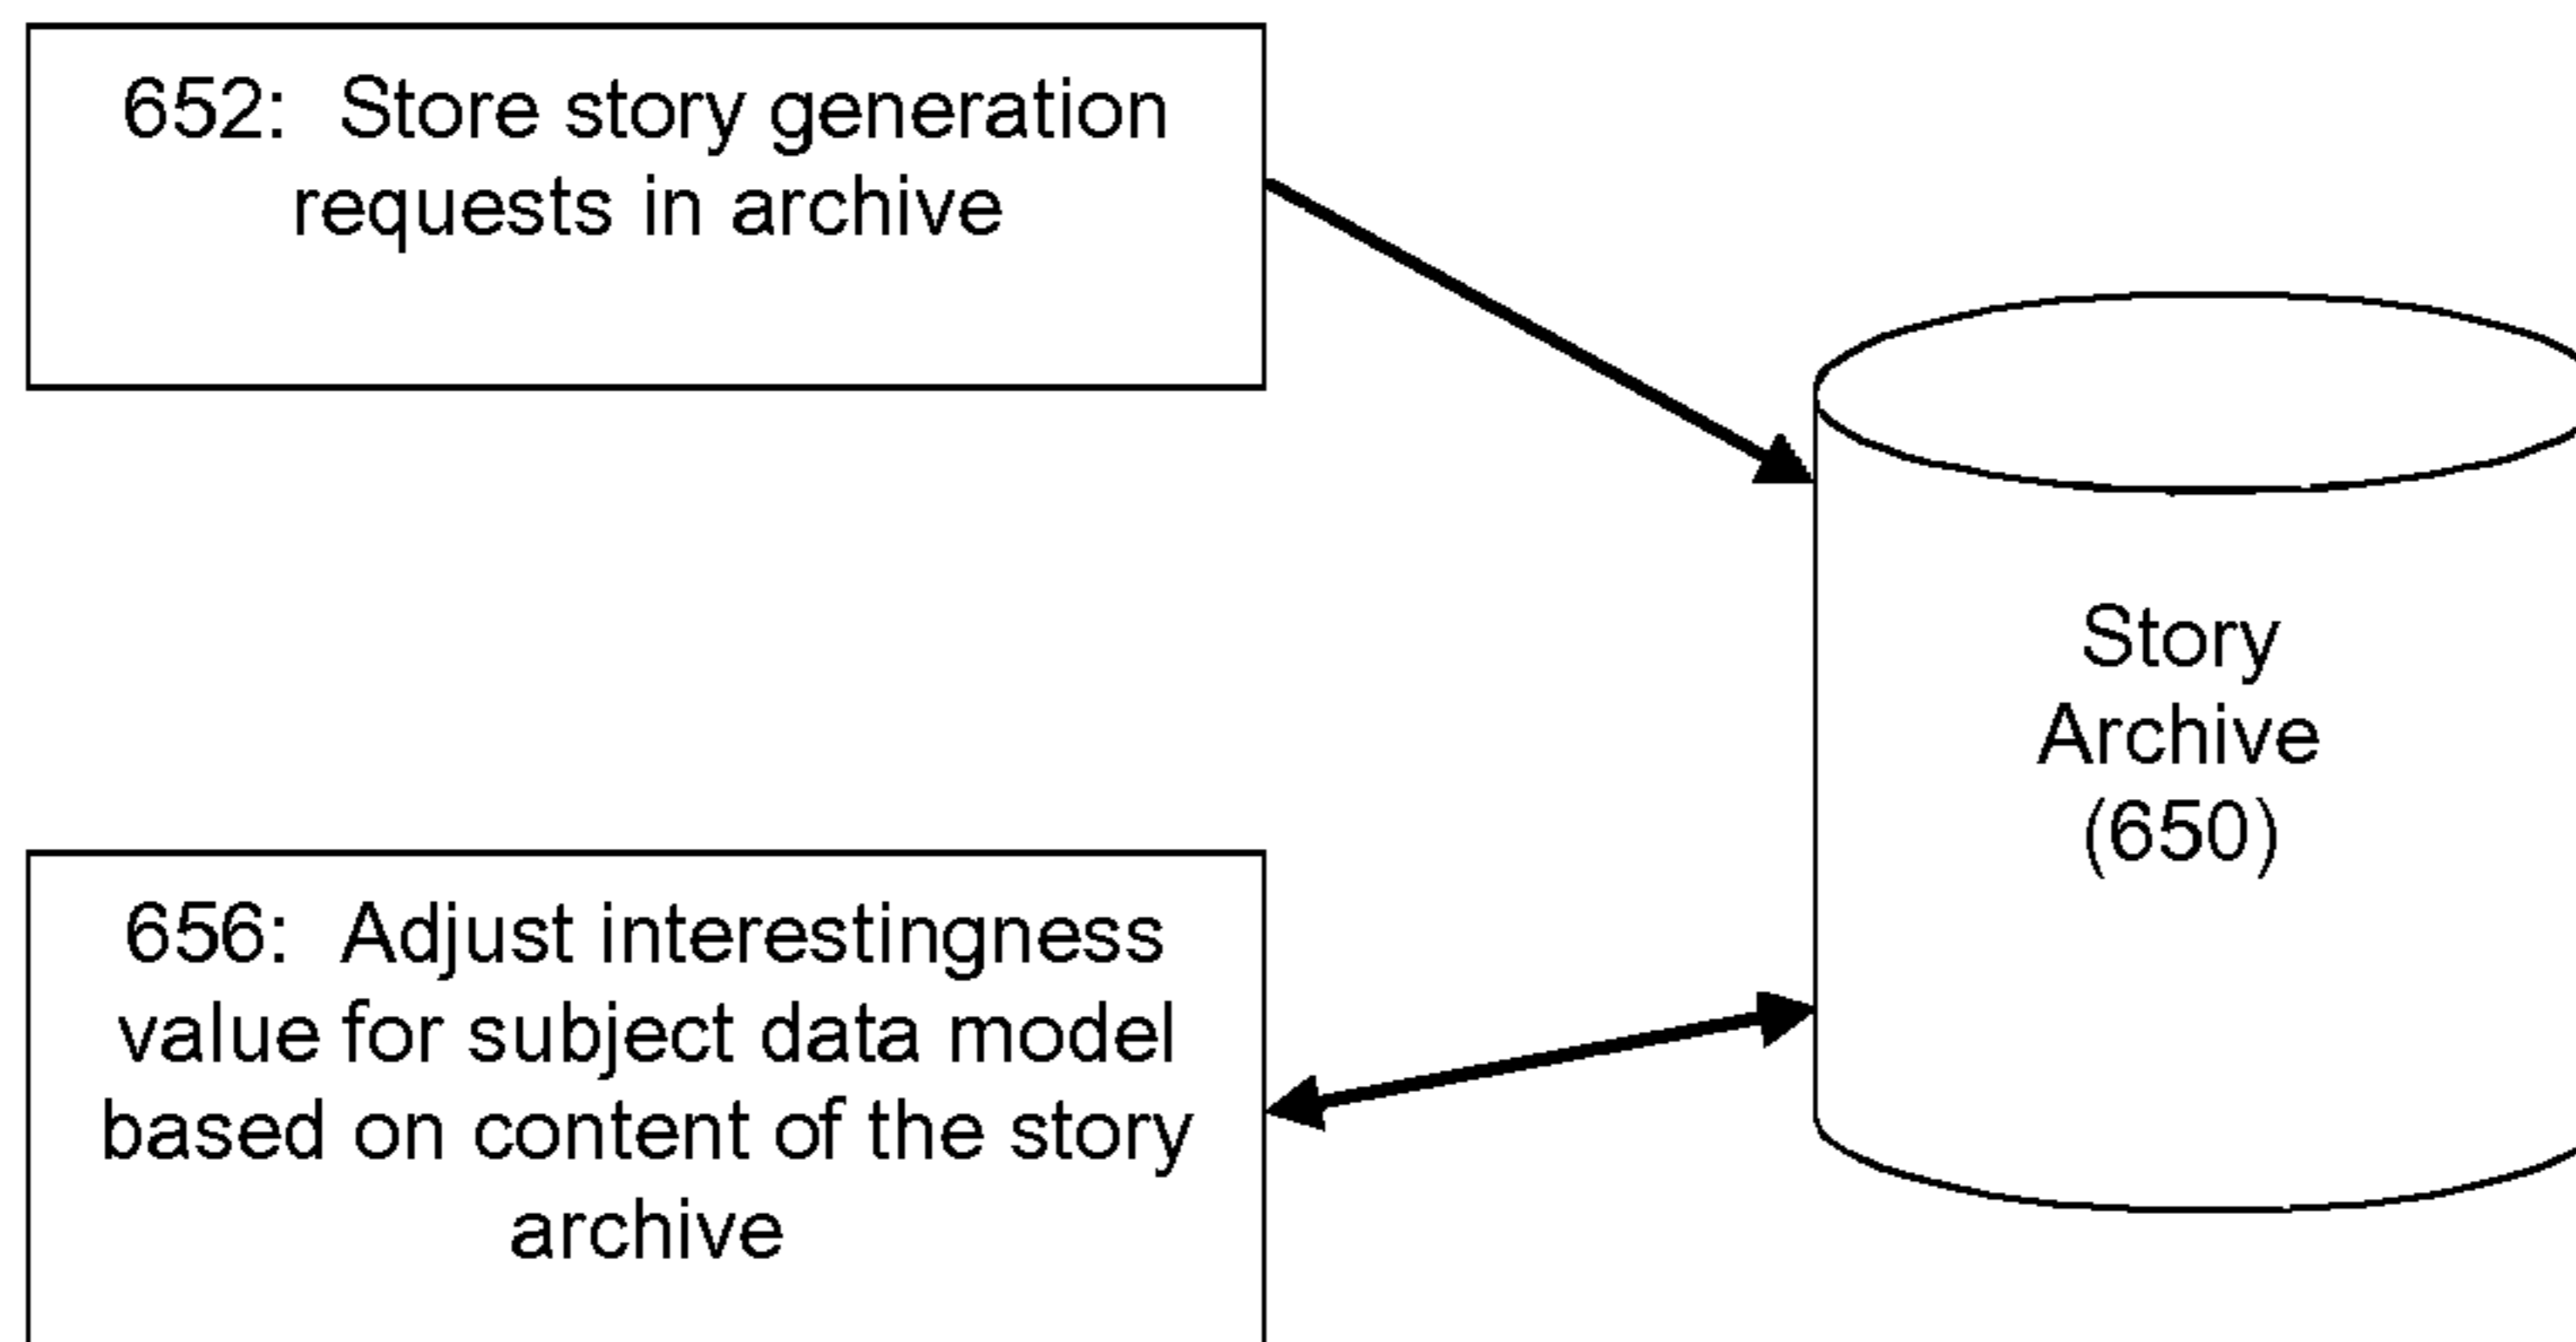 652:  Store story generation
requests in archive
Story
Archive
(650)
656:  Adjust interestingness
value for subject data model
based on content of the story
archive